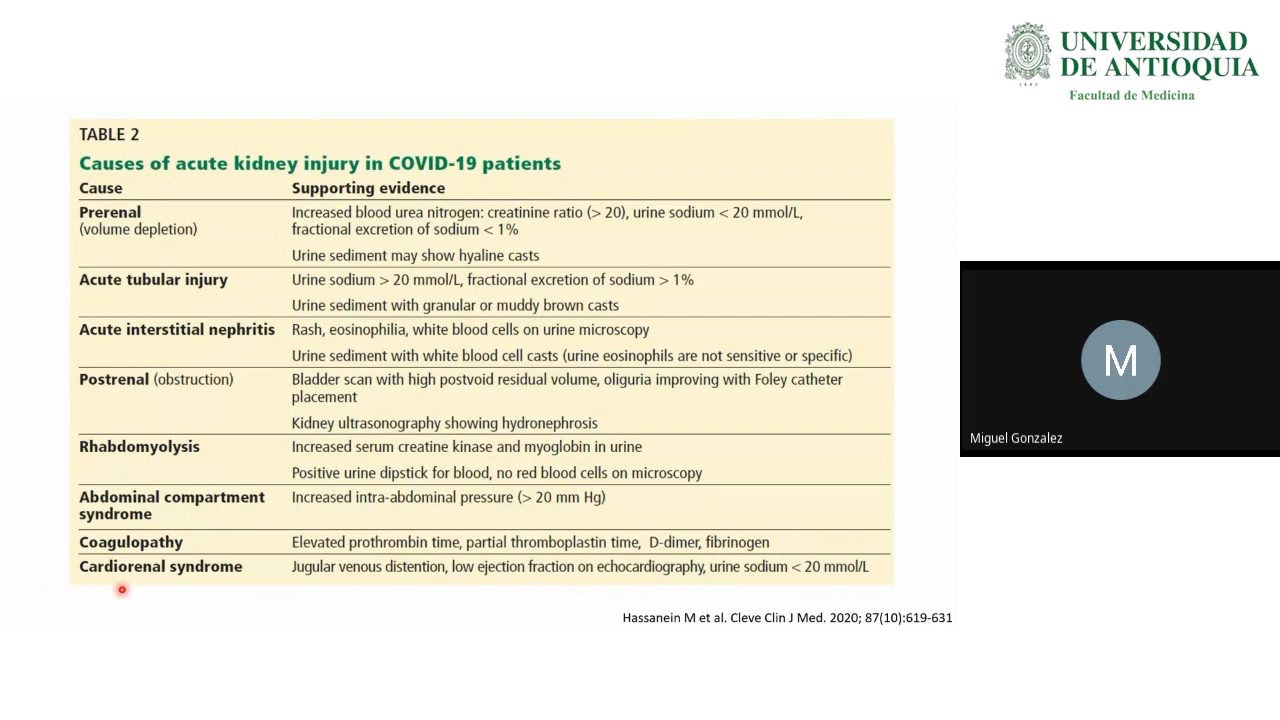 UNIVERSIDAD
DE ANTIOQUIA
1803
Facultad de Medicina
TABLE 2
Causes of acute kidney injury in COVID-19 patients
Cause Supporting evidence
Prerenal Increased blood urea nitrogen: creatinine ratio (> 20), urine sodium < 20 mmol/L,
(volume depletion) fractional excretion of sodium < 1%
Urine sediment may show hyaline casts
Acute tubular injury Urine sodium > 20 mmol/L, fractional excretion of sodium > 1%
Urine sediment with granular or muddy brown casts
Acute interstitial nephritis Rash, eosinophilia, white blood cells on urine microscopy
Urine sediment with white blood cell casts (urine eosinophils are not sensitive or specific)
Postrenal (obstruction) Bladder scan with high postvoid residual volume, oliguria improving with Foley catheter
placement
Kidney ultrasonography showing hydronephrosis
Rhabdomyolysis Increased serum creatine kinase and myoglobin in urine
Positive urine dipstick for blood, no red blood cells on microscopy
Abdominal compartment Increased intra-abdominal pressure (> 20 mm Hg)
syndrome
Coagulopathy Elevated prothrombin time, partial thromboplastin time, D-dimer, fibrinogen
Cardiorenal syndrome Jugular venous distention, low ejection fraction on echocardiography, urine sodium < 20 mmol/L
Hassanein M et al. Cleve Clin J Med. 2020; 87(10):619-631
M
Miguel Gonzalez